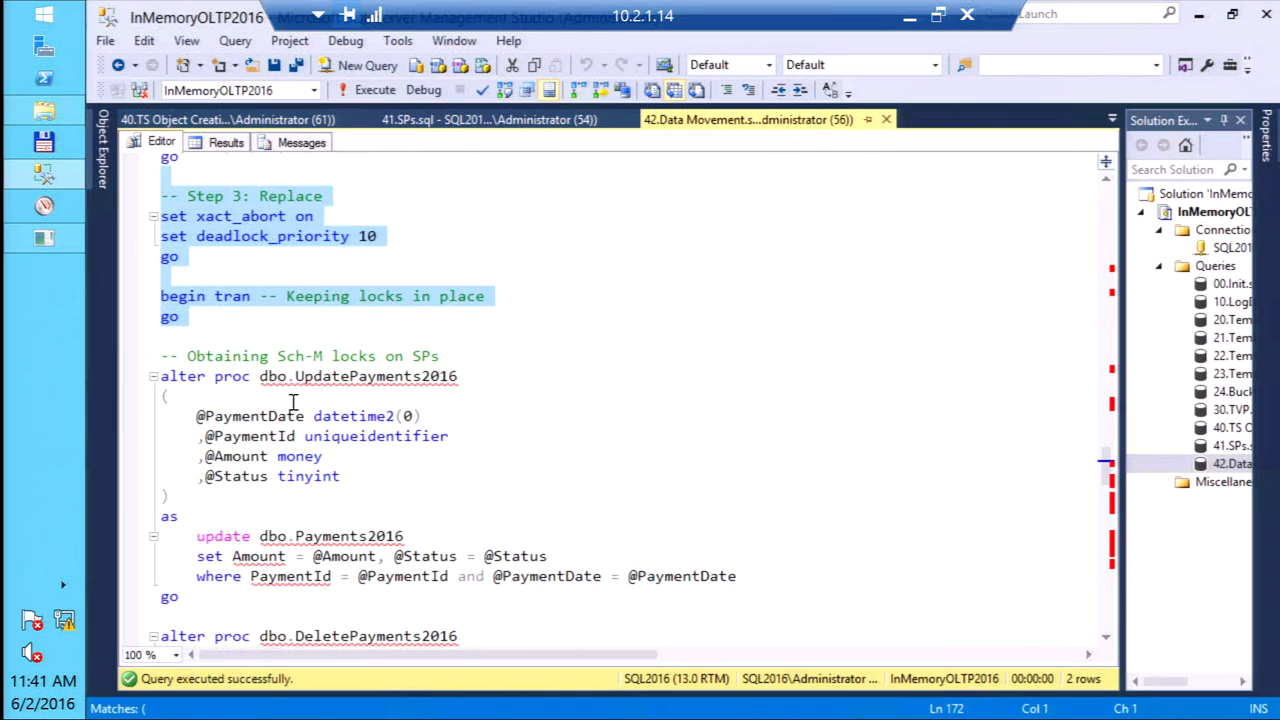 InMemoryOLTP2016 - Microsoft SQL Server Management Studio (Administrator)
10.2.1.14
Quick Launch
File Edit View Query Project Debug Tools Window Help
New Query
Default
Default
InMemoryOLTP2016
Execute Debug
40.TS Object Creati...\Administrator (61))
41.SPs.sql - SQL201...\Administrator (54))
42.Data Movement.s...dministrator (56))
Object Explorer
Editor Results Messages
go
-- Step 3: Replace
set xact_abort on
set deadlock_priority 10
go
begin tran -- Keeping locks in place
go
-- Obtaining Sch-M locks on SPs
alter proc dbo.UpdatePayments2016
(
@PaymentDate datetime2(0)
,@PaymentId uniqueidentifier
,@Amount money
,@Status tinyint
)
as
update dbo.Payments2016
set Amount = @Amount, @Status = @Status
where PaymentId = @PaymentId and @PaymentDate = @PaymentDate
go
alter proc dbo.DeletePayments2016
100 %
Query executed successfully.
SQL2016 (13.0 RTM)
SQL2016\Administrator ...
InMemoryOLTP2016
00:00:00
2 rows
Matches: (
Ln 172
Col 1
Ch 1
INS
Solution Ex...
Search Solution
Solution 'InMemo
InMemoryOL
Connectio
SQL201
Queries
00.Init.s
10.LogD
20.Tem
21.Tem
22.Tem
23.Tem
24.Buck
30.TVP.
40.TS O
41.SPs.
42.Data
Miscellane
Properties
11:41 AM
6/2/2016